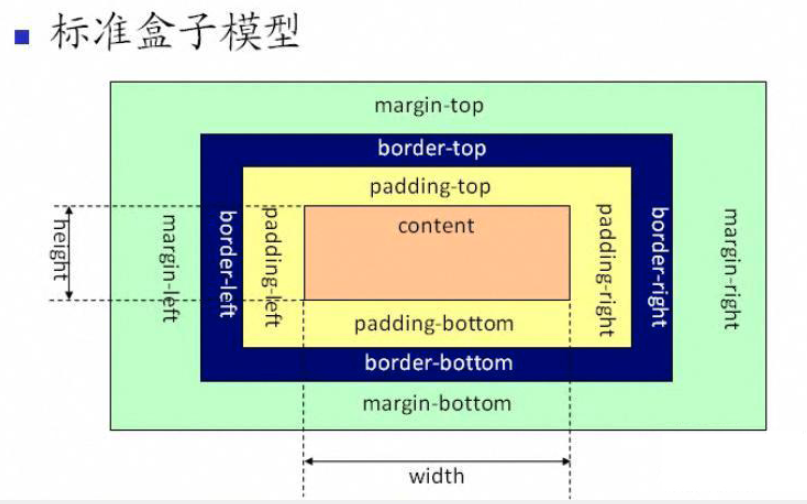 标准盒子模型
margin-top
border-top
padding-top
content
height
margin-left
border-left
padding-left
padding-right
border-right
margin-right
padding-bottom
border-bottom
margin-bottom
width